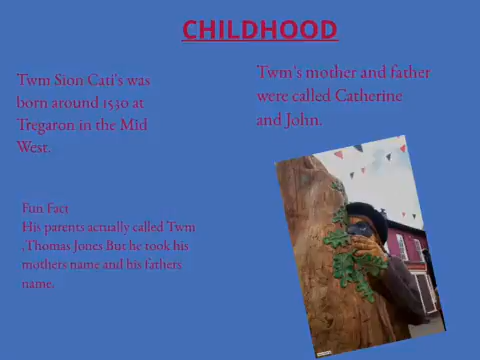 CHILDHOOD
Twm Sion Cati's was
born around 1530 at
Tregaron in the Mid
West.
Twm's mother and father
were called Catherine
and John.
Fun Fact
His parents actually called Twm
,Thomas Jones But he took his
mothers name and his fathers
name.